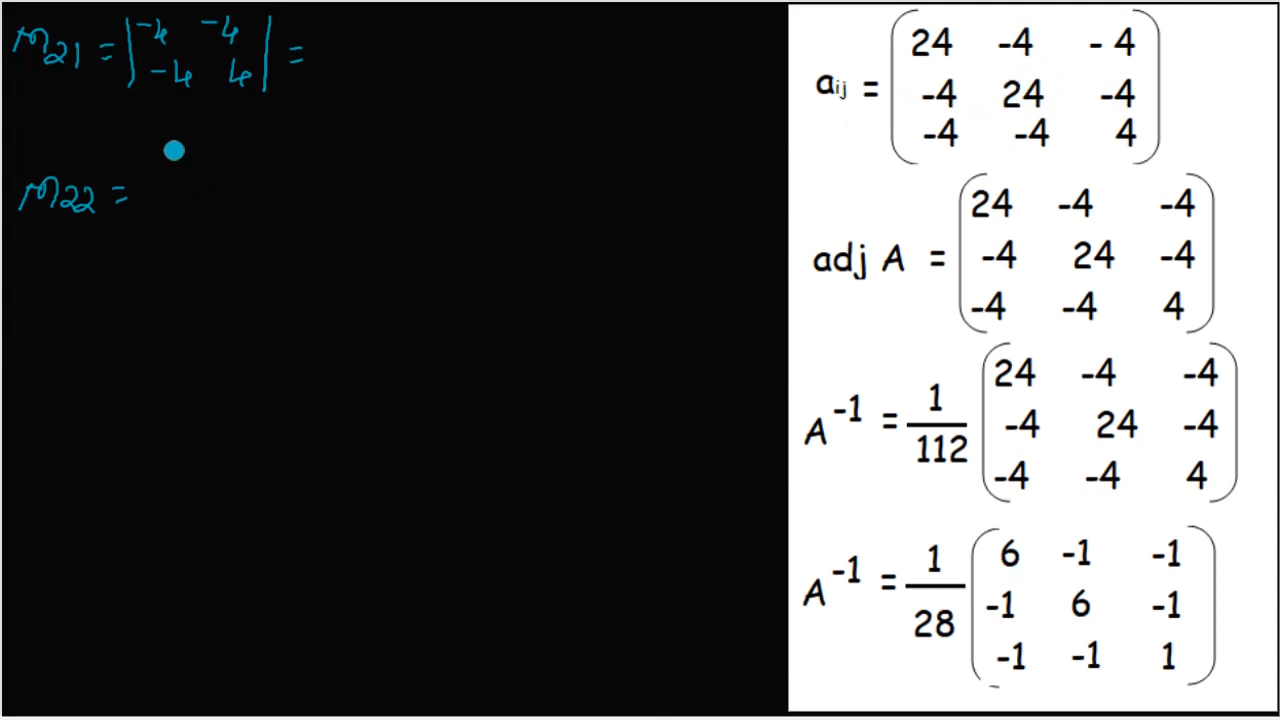 M21 = | -4 -4 |
| -4 4 | =
M22 =
aij = ( 24 -4 - 4 )
( -4 24 -4 )
( -4 -4 4 )
adj A = ( 24 -4 -4 )
( -4 24 -4 )
( -4 -4 4 )
A-1 = 1/112 ( 24 -4 -4 )
( -4 24 -4 )
( -4 -4 4 )
A-1 = 1/28 ( 6 -1 -1 )
( -1 6 -1 )
( -1 -1 1 )